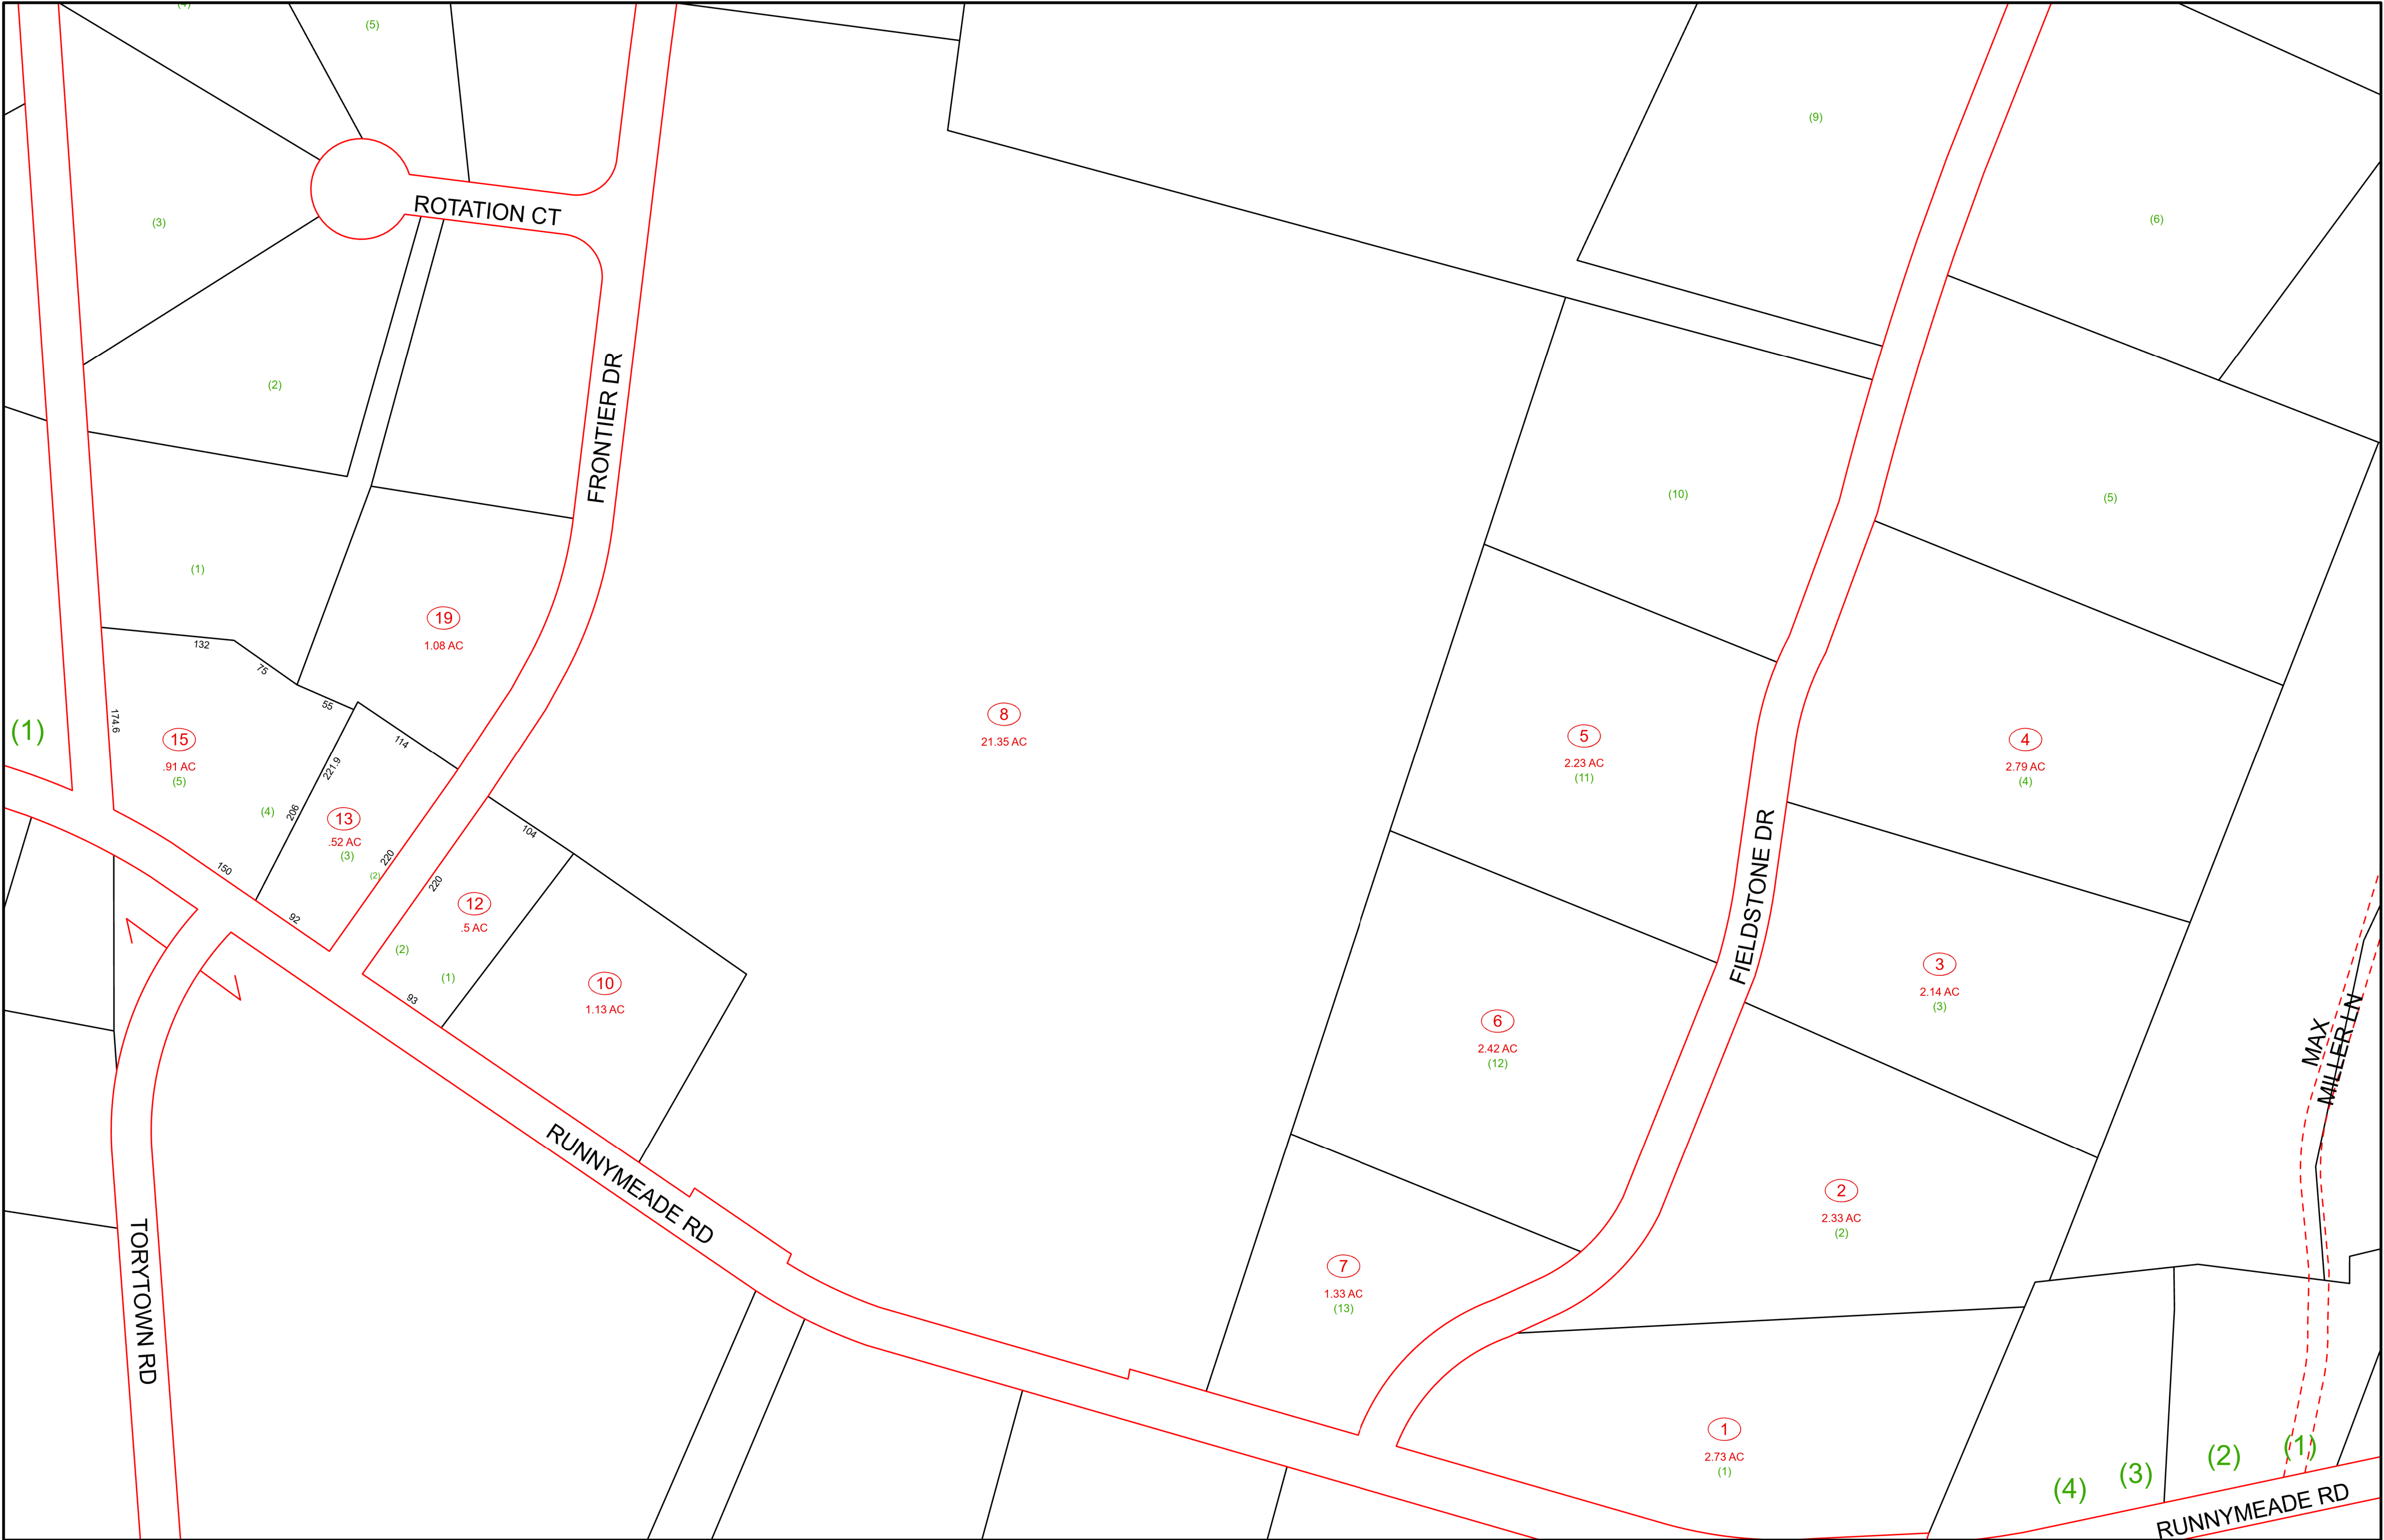 (4)
(5)
(9)
ROTATION CT
(3)
(6)
FRONTIER DR
(2)
(10)
(5)
(1)
19
1.08 AC
132
75
55
174.6
(1)
15
.91 AC
(5)
(4)
114
221.9
206
13
.52 AC
(3)
(2)
220
150
92
8
21.35 AC
5
2.23 AC
(11)
4
2.79 AC
(4)
104
220
12
.5 AC
(2)
(1)
93
10
1.13 AC
FIELDSTONE DR
3
2.14 AC
(3)
6
2.42 AC
(12)
MAX
MILLER LN
2
2.33 AC
(2)
RUNNYMEADE RD
TORYTOWN RD
7
1.33 AC
(13)
1
2.73 AC
(1)
(4)
(3)
(2)
(1)
RUNNYMEADE RD